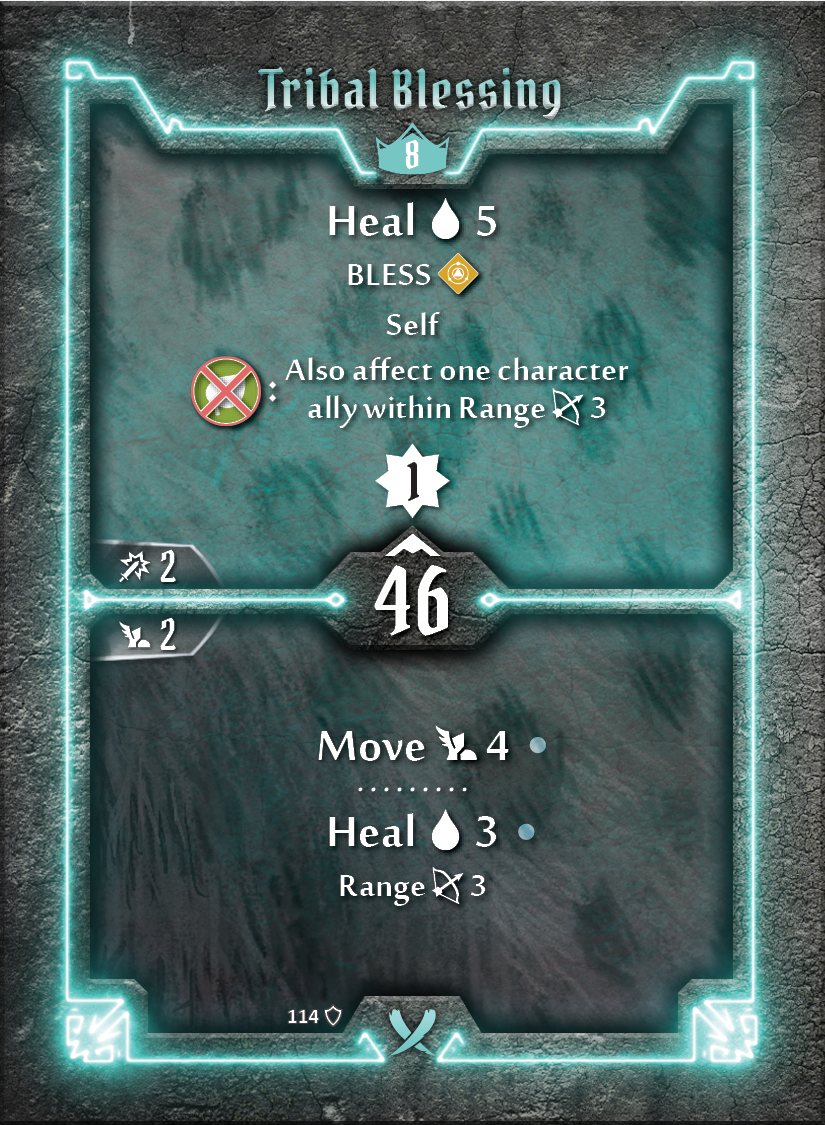 Tribal Blessing
8
Heal 5
BLESS
Self
: Also affect one character
ally within Range 3
1
2
46
2
Move 4
Heal 3
Range 3
114